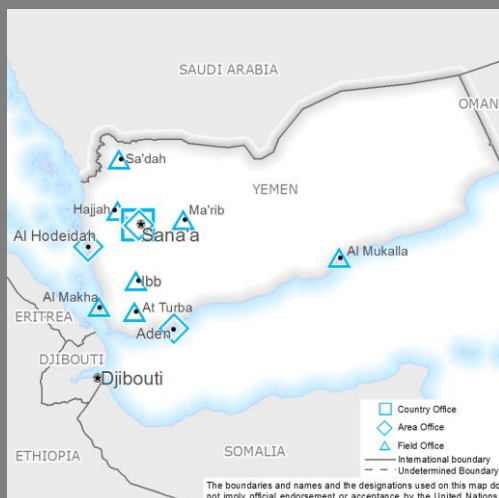 SAUDI ARABIA
OMAN
Sa'dah
YEMEN
Hajjah
Ma'rib
Sana'a
Al Hodeidah
Al Mukalla
Ibb
Al Makha
At Turba
ERITREA
Aden
DJIBOUTI
Djibouti
Country Office
Area Office
Field Office
ETHIOPIA
SOMALIA
International boundary
Undetermined Boundary
The boundaries and names and the designations used on this map do
not imply official endorsement or acceptance by the United Nations.